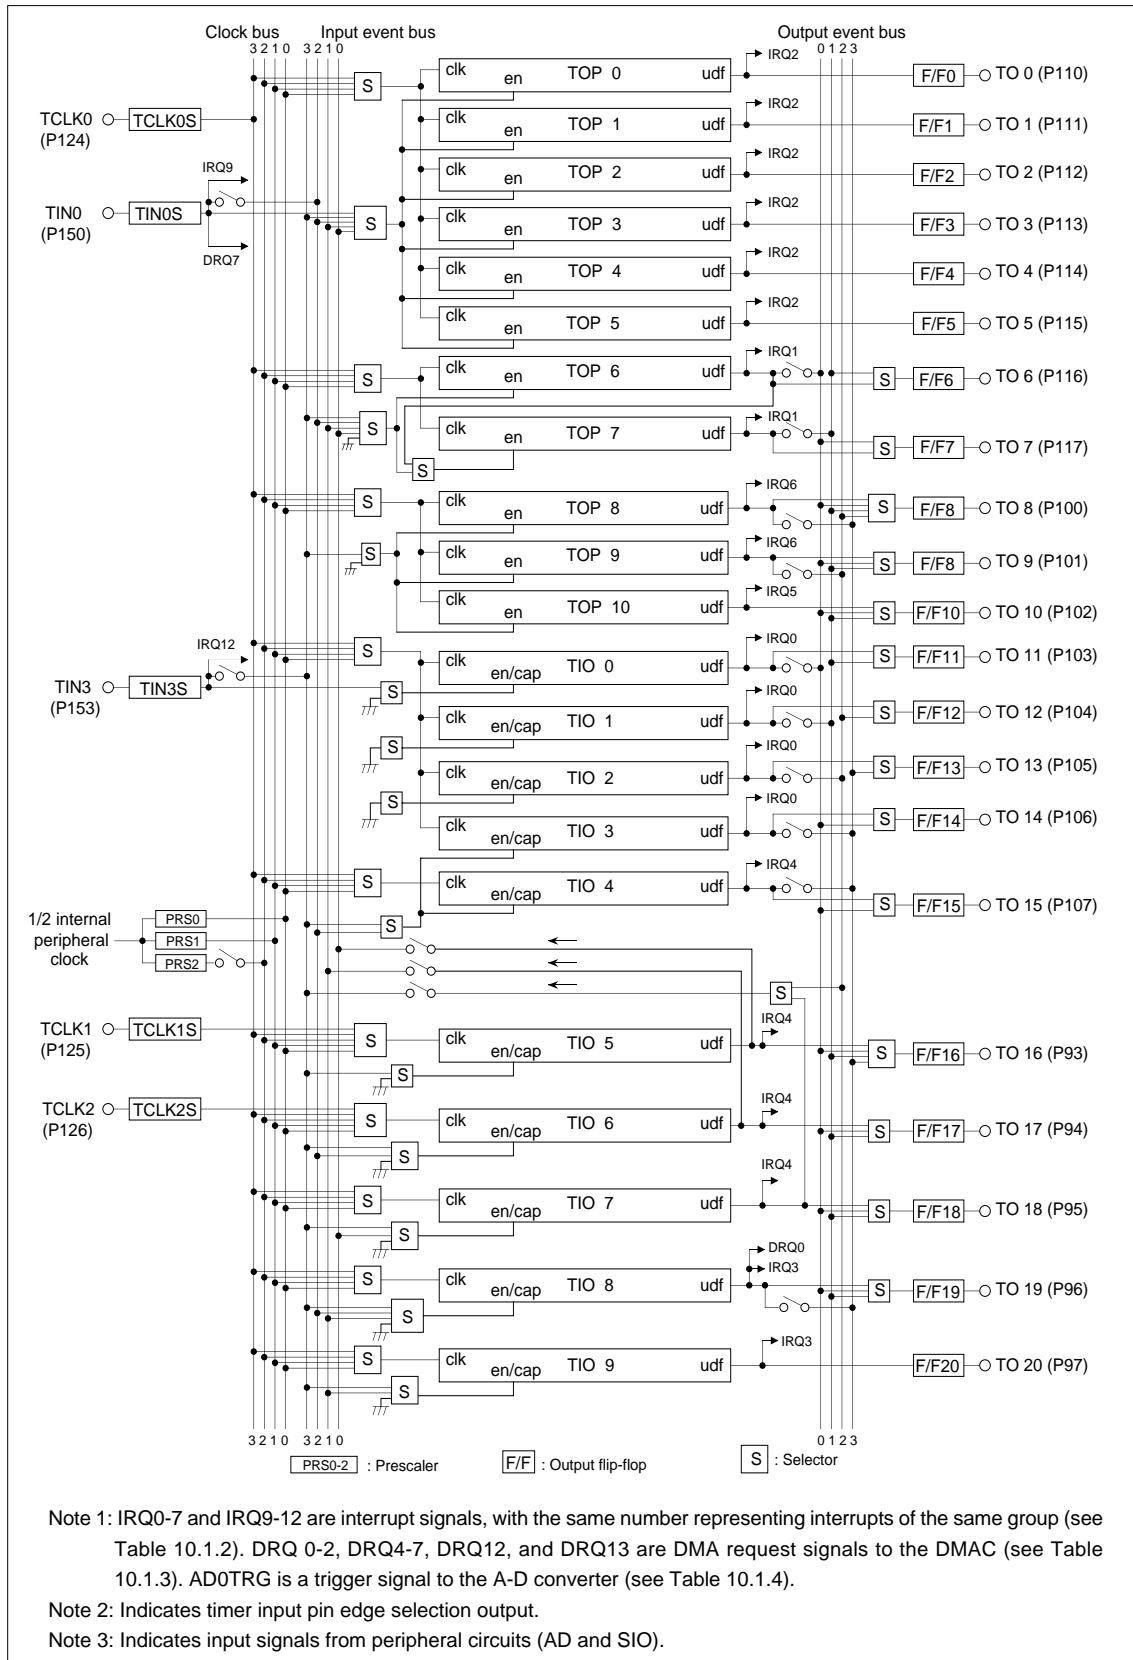 Clock bus Input event bus Output event bus
3 2 1 0 3 2 1 0 0 1 2 3
IRQ2
clk en TOP 0 udf F/F0 TO 0 (P110)
S
IRQ2
TCLK0 TCLK0S clk en TOP 1 udf F/F1 TO 1 (P111)
(P124)
IRQ2
IRQ9 clk en TOP 2 udf F/F2 TO 2 (P112)
IRQ2
TIN0 TIN0S S clk en TOP 3 udf F/F3 TO 3 (P113)
(P150)
DRQ7
IRQ2
clk en TOP 4 udf F/F4 TO 4 (P114)
IRQ2
clk en TOP 5 udf F/F5 TO 5 (P115)
IRQ1
S clk en TOP 6 udf S F/F6 TO 6 (P116)
IRQ1
S clk en TOP 7 udf S F/F7 TO 7 (P117)
S
IRQ6
S clk en TOP 8 udf S F/F8 TO 8 (P100)
IRQ6
S clk en TOP 9 udf S F/F8 TO 9 (P101)
IRQ5
clk en TOP 10 udf S F/F10 TO 10 (P102)
IRQ12 IRQ0
S clk en/cap TIO 0 udf S F/F11 TO 11 (P103)
TIN3 TIN3S S
(P153)
IRQ0
clk en/cap TIO 1 udf S F/F12 TO 12 (P104)
S
IRQ0
clk en/cap TIO 2 udf S F/F13 TO 13 (P105)
S
IRQ0
clk en/cap TIO 3 udf S F/F14 TO 14 (P106)
IRQ4
S clk en/cap TIO 4 udf S F/F15 TO 15 (P107)
S
1/2 internal PRS0
peripheral PRS1
clock PRS2
S
IRQ4
TCLK1 TCLK1S S clk en/cap TIO 5 udf S F/F16 TO 16 (P93)
(P125)
S
IRQ4
TCLK2 TCLK2S S clk en/cap TIO 6 udf S F/F17 TO 17 (P94)
(P126)
S
IRQ4
S clk en/cap TIO 7 udf S F/F18 TO 18 (P95)
S
DRQ0
IRQ3
S clk en/cap TIO 8 udf S F/F19 TO 19 (P96)
S
IRQ3
S clk en/cap TIO 9 udf F/F20 TO 20 (P97)
S
3 2 1 0 3 2 1 0 0 1 2 3
PRS0-2 : Prescaler F/F : Output flip-flop S : Selector
Note 1: IRQ0-7 and IRQ9-12 are interrupt signals, with the same number representing interrupts of the same group (see
Table 10.1.2). DRQ 0-2, DRQ4-7, DRQ12, and DRQ13 are DMA request signals to the DMAC (see Table
10.1.3). AD0TRG is a trigger signal to the A-D converter (see Table 10.1.4).
Note 2: Indicates timer input pin edge selection output.
Note 3: Indicates input signals from peripheral circuits (AD and SIO).